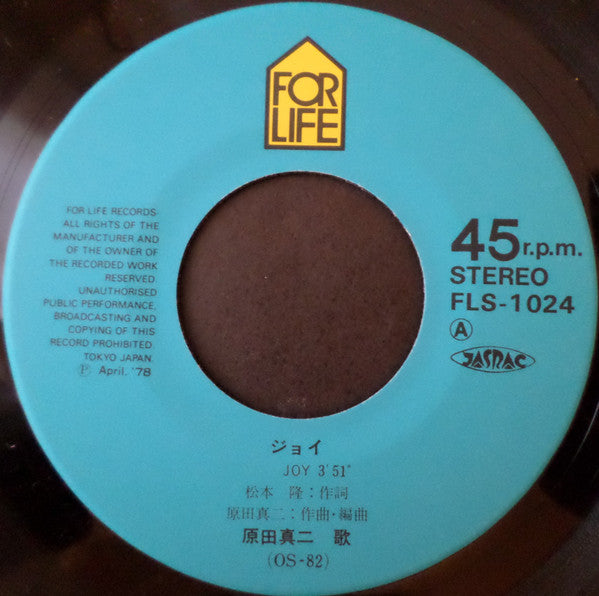 FOR
LIFE
FOR LIFE RECORDS·
ALL RIGHTS OF THE
MANUFACTURER AND
OF THE OWNER OF
THE RECORDED WORK
RESERVED.
UNAUTHORISED
PUBLIC PERFORMANCE,
BROADCASTING AND
COPYING OF THIS
RECORD PROHIBITED.
TOKYO JAPAN.
Ⓟ April. '78
45r.p.m.
STEREO
FLS-1024
Ⓐ
JASRAC
ジョイ
JOY 3'51"
松本 隆：作詞
原田真二：作曲・編曲
原田真二 歌
(OS-82)